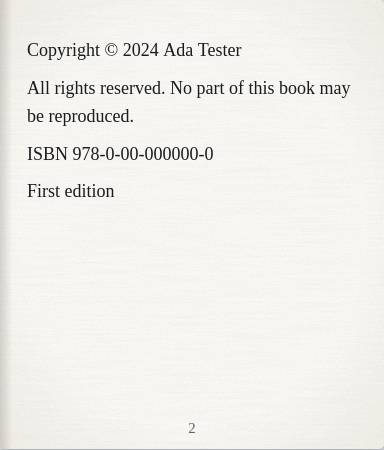 Copyright © 2024 Ada Tester
All rights reserved. No part of this book may
be reproduced.
ISBN 978-0-00-000000-0
First edition
2